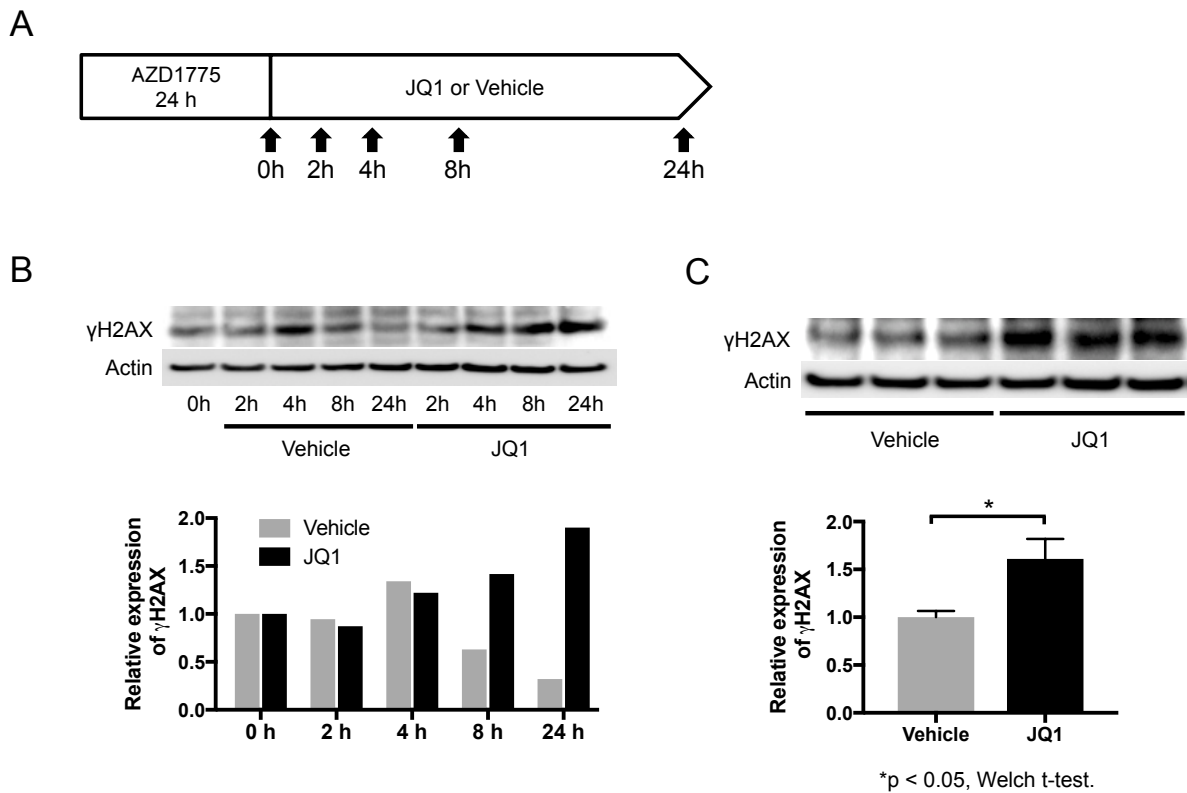 A
AZD1775
24 h
JQ1 or Vehicle
0h 2h 4h 8h 24h
B
γH2AX
Actin
0h 2h 4h 8h 24h 2h 4h 8h 24h
Vehicle JQ1
Relative expression
of γH2AX
2.0
1.5
1.0
0.5
0.0
Vehicle
JQ1
0 h 2 h 4 h 8 h 24 h
C
γH2AX
Actin
Vehicle JQ1
Relative expression
of γH2AX
2.0
1.5
1.0
0.5
0.0
*
Vehicle JQ1
*p < 0.05, Welch t-test.